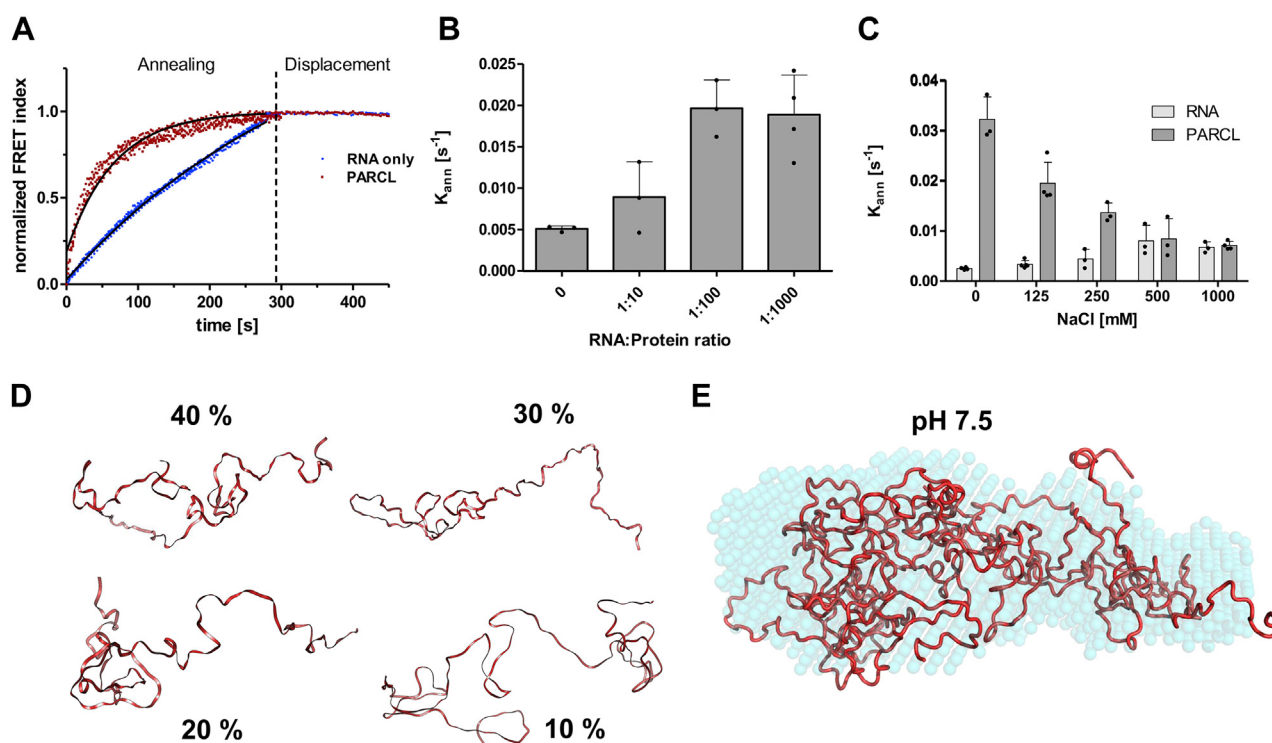 A
Annealing
Displacement
normalized FRET index
1.0
0.5
0.0
RNA only
PARCL
0
100
200
300
400
time [s]
B
K_ann [s⁻¹]
0.025
0.020
0.015
0.010
0.005
0.000
0
1:10
1:100
1:1000
RNA:Protein ratio
C
K_ann [s⁻¹]
0.04
0.03
0.02
0.01
0.00
RNA
PARCL
0
125
250
500
1000
NaCl [mM]
D
40 %
30 %
20 %
10 %
E
pH 7.5